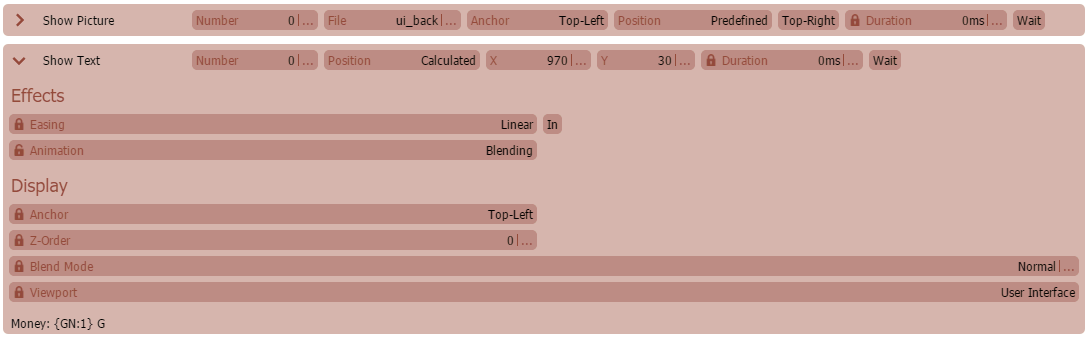 Show Picture Number 0|... File ui_back|... Anchor Top-Left Position Predefined Top-Right Duration 0ms|... Wait
Show Text Number 0|... Position Calculated X 970|... Y 30|... Duration 0ms|... Wait
Effects
Easing Linear In
Animation Blending
Display
Anchor Top-Left
Z-Order 0|...
Blend Mode Normal|...
Viewport User Interface
Money: {GN:1} G